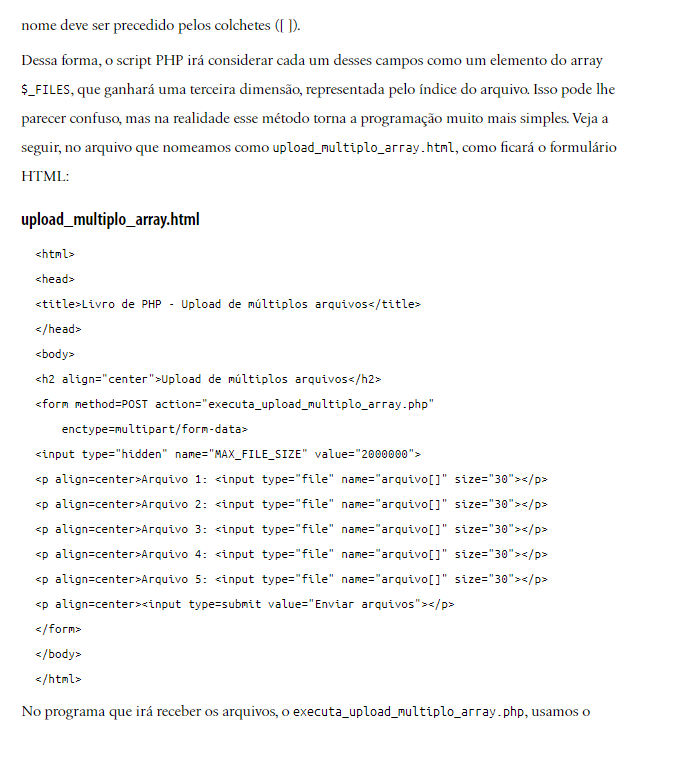 nome deve ser precedido pelos colchetes ([ ]).
Dessa forma, o script PHP irá considerar cada um desses campos como um elemento do array
$_FILES, que ganhará uma terceira dimensão, representada pelo índice do arquivo. Isso pode lhe
parecer confuso, mas na realidade esse método torna a programação muito mais simples. Veja a
seguir, no arquivo que nomeamos como upload_multiplo_array.html, como ficará o formulário
HTML:
upload_multiplo_array.html
<html>
<head>
<title>Livro de PHP - Upload de múltiplos arquivos</title>
</head>
<body>
<h2 align="center">Upload de múltiplos arquivos</h2>
<form method=POST action="executa_upload_multiplo_array.php"
enctype=multipart/form-data>
<input type="hidden" name="MAX_FILE_SIZE" value="2000000">
<p align=center>Arquivo 1: <input type="file" name="arquivo[]" size="30"></p>
<p align=center>Arquivo 2: <input type="file" name="arquivo[]" size="30"></p>
<p align=center>Arquivo 3: <input type="file" name="arquivo[]" size="30"></p>
<p align=center>Arquivo 4: <input type="file" name="arquivo[]" size="30"></p>
<p align=center>Arquivo 5: <input type="file" name="arquivo[]" size="30"></p>
<p align=center><input type=submit value="Enviar arquivos"></p>
</form>
</body>
</html>
No programa que irá receber os arquivos, o executa_upload_multiplo_array.php, usamos o